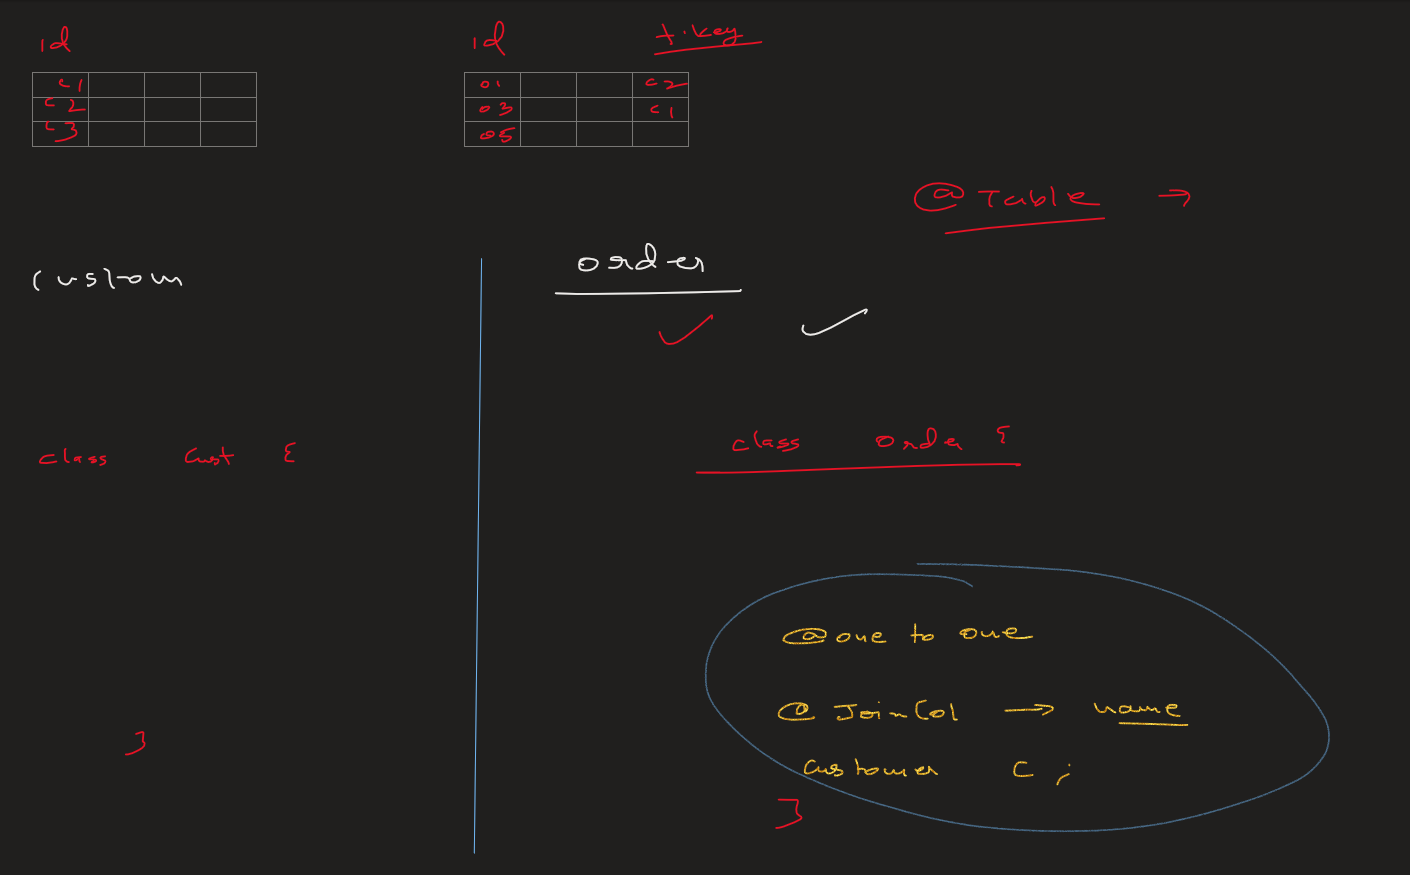 id
id f.key
c1
c2
c3
o1 c2
o3 c1
o5
@Table →
Custom
order
class Cust {
class order {
@one to one
@JoinCol → name
Customer C ;
}
}